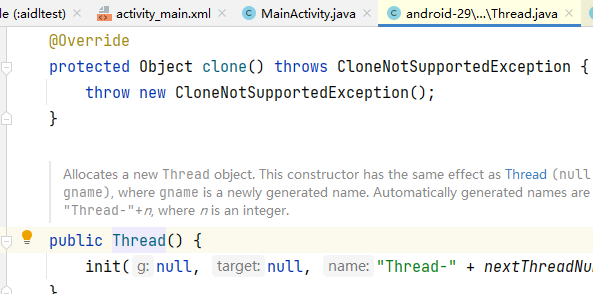 le (:aidltest) × activity_main.xml × MainActivity.java × android-29\...\Thread.java ×
@Override
protected Object clone() throws CloneNotSupportedException {
throw new CloneNotSupportedException();
}
Allocates a new Thread object. This constructor has the same effect as Thread (null
gname), where gname is a newly generated name. Automatically generated names are
"Thread-"+n, where n is an integer.
public Thread() {
init( g: null, target: null, name: "Thread-" + nextThreadNu
}